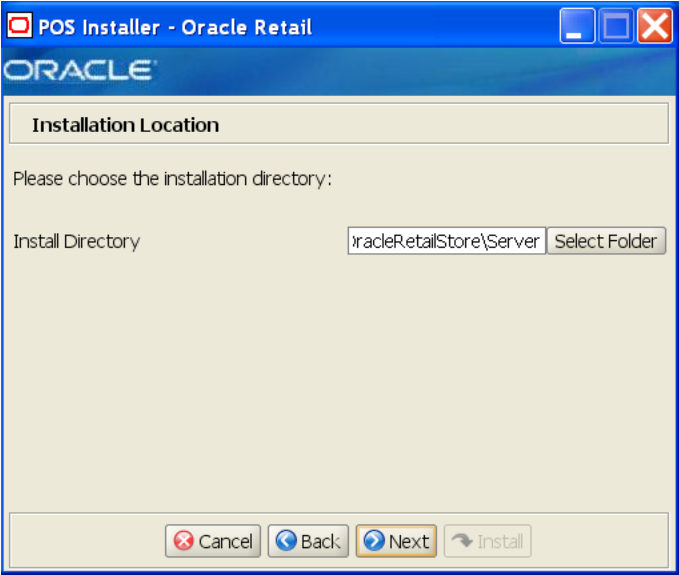 POS Installer - Oracle Retail
ORACLE
Installation Location
Please choose the installation directory:
Install Directory
racleRetailStore\Server
Select Folder
Cancel
Back
Next
Install